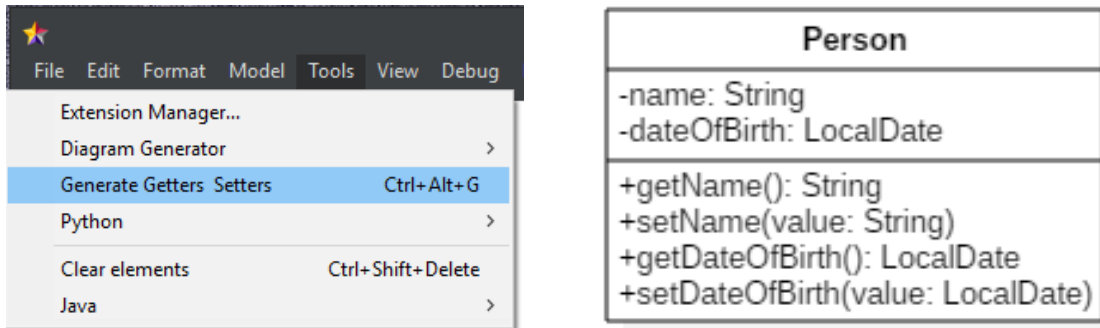 File Edit Format Model Tools View Debug
Extension Manager...
Diagram Generator >
Generate Getters Setters Ctrl+Alt+G
Python >
Clear elements Ctrl+Shift+Delete
Java >
Person
-name: String
-dateOfBirth: LocalDate
+getName(): String
+setName(value: String)
+getDateOfBirth(): LocalDate
+setDateOfBirth(value: LocalDate)